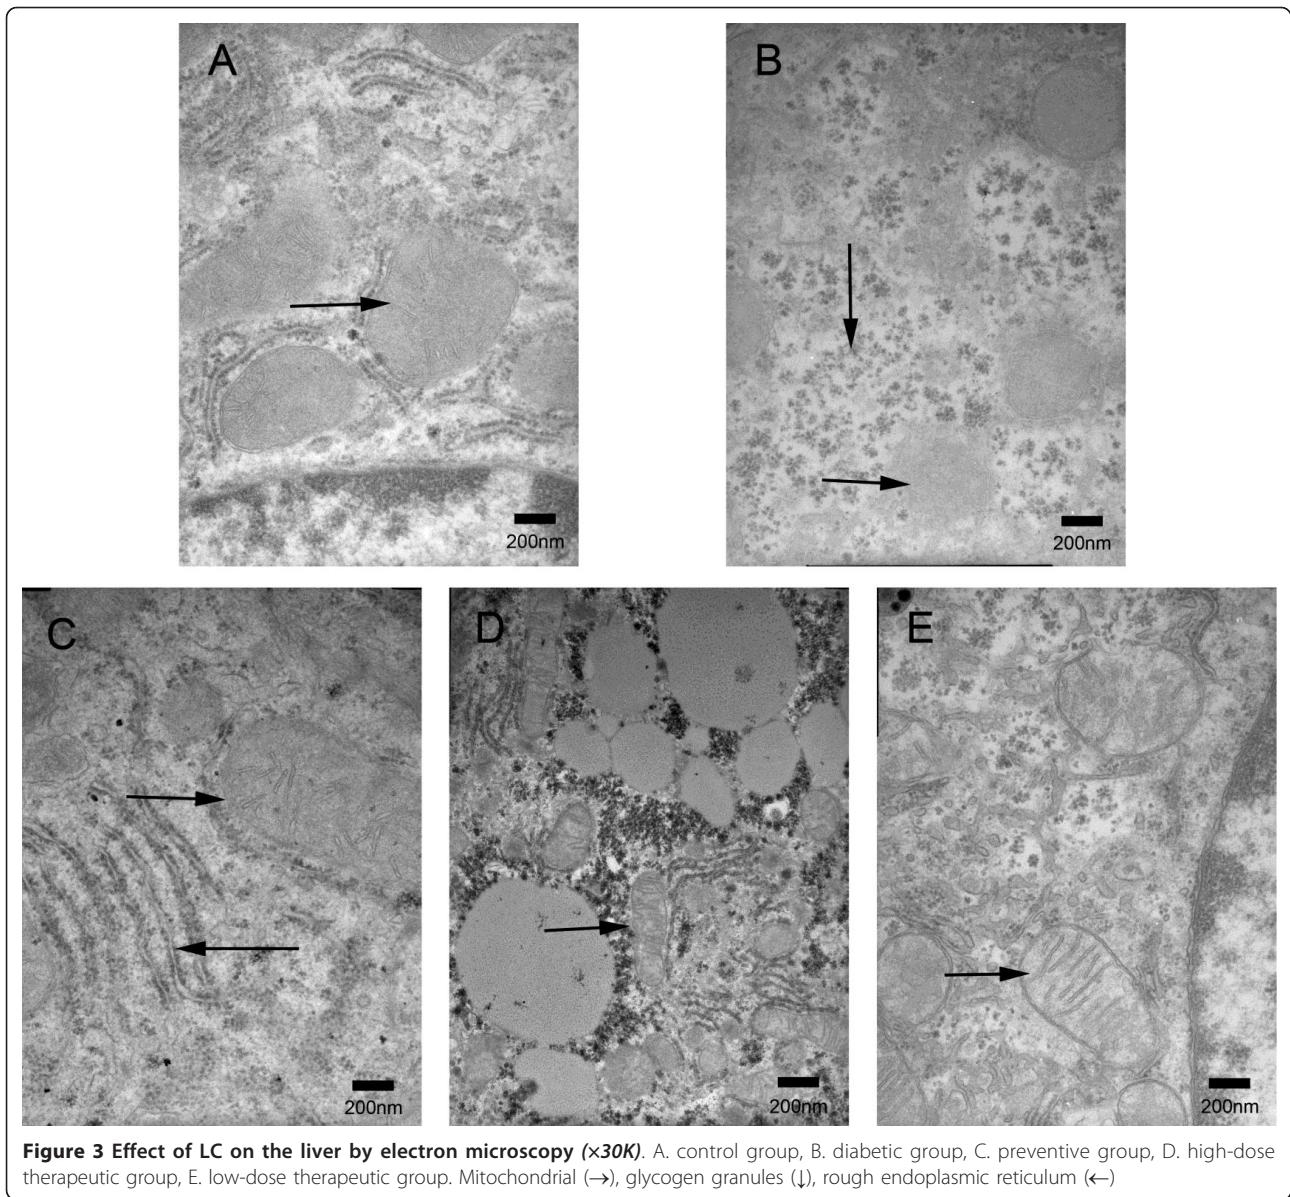 A
B
200nm
200nm
C
D
E
200nm
200nm
200nm
Figure 3 Effect of LC on the liver by electron microscopy (×30K). A. control group, B. diabetic group, C. preventive group, D. high-dose
therapeutic group, E. low-dose therapeutic group. Mitochondrial (→), glycogen granules (↓), rough endoplasmic reticulum (←)